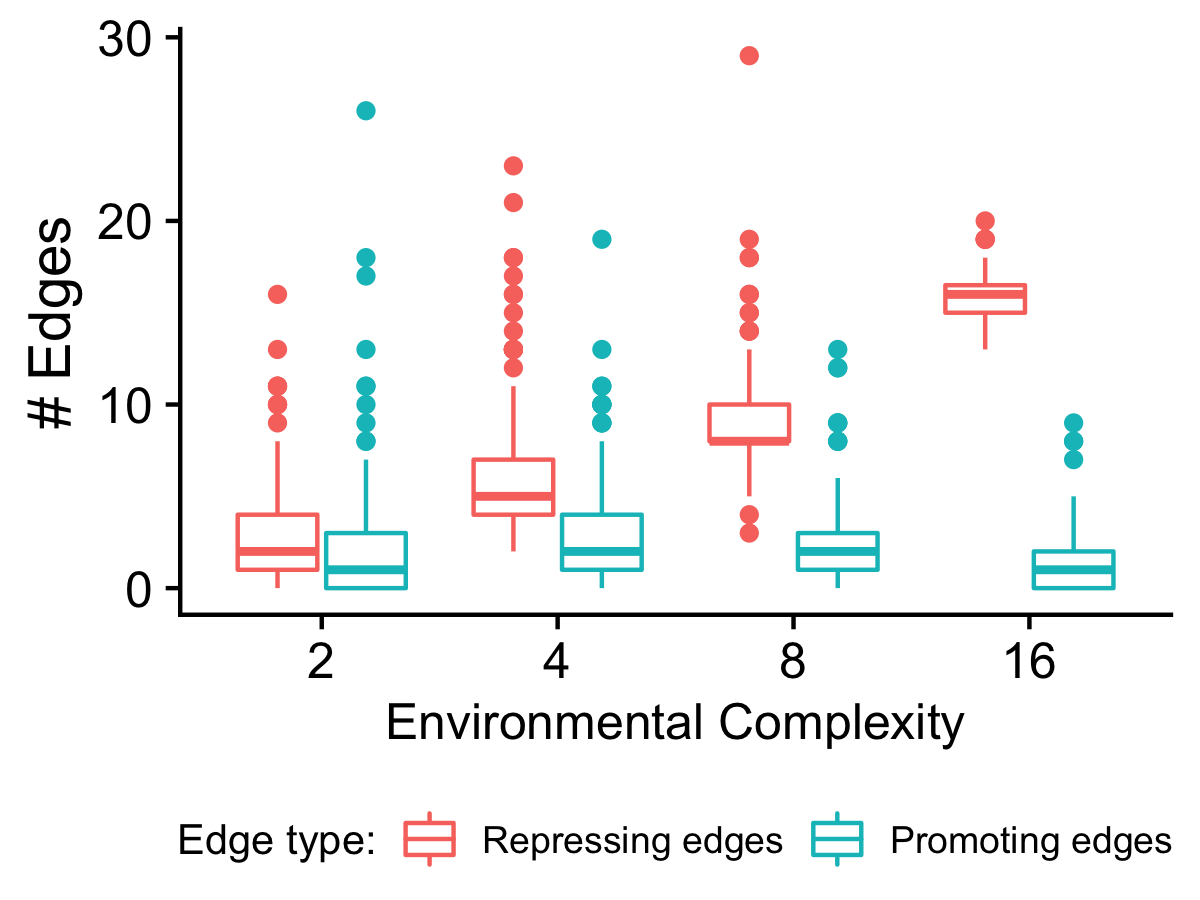 30
20
10
0
# Edges
2 4 8 16
Environmental Complexity
Edge type: Repressing edges Promoting edges